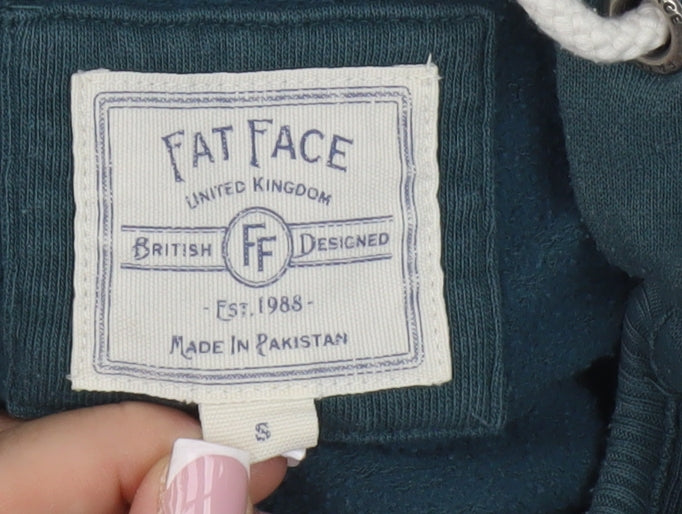 FAT FACE
UNITED KINGDOM
BRITISH FF DESIGNED
- EST. 1988 -
MADE IN PAKISTAN
S